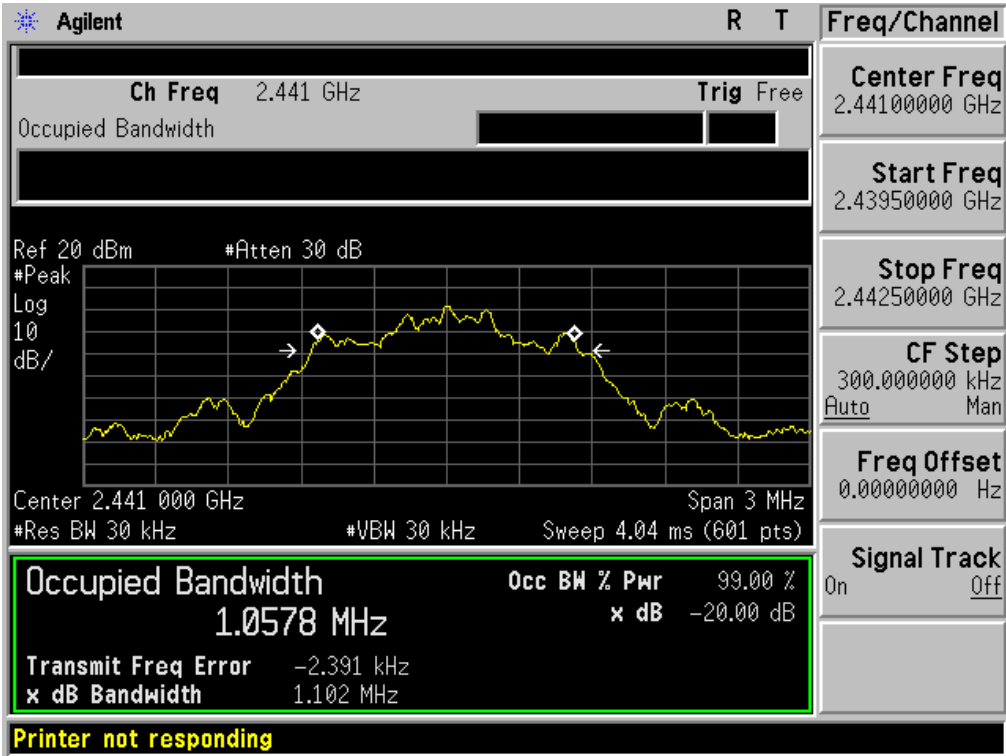 Agilent R T
Freq/Channel
Ch Freq 2.441 GHz Trig Free
Occupied Bandwidth
Center Freq
2.44100000 GHz
Start Freq
2.43950000 GHz
Stop Freq
2.44250000 GHz
CF Step
300.000000 kHz
Auto Man
Freq Offset
0.00000000 Hz
Signal Track
On Off
Ref 20 dBm #Atten 30 dB
#Peak
Log
10
dB/
Center 2.441 000 GHz Span 3 MHz
#Res BW 30 kHz #VBW 30 kHz Sweep 4.04 ms (601 pts)
Occupied Bandwidth
1.0578 MHz
Occ BW % Pwr 99.00 %
x dB -20.00 dB
Transmit Freq Error -2.391 kHz
x dB Bandwidth 1.102 MHz
Printer not responding